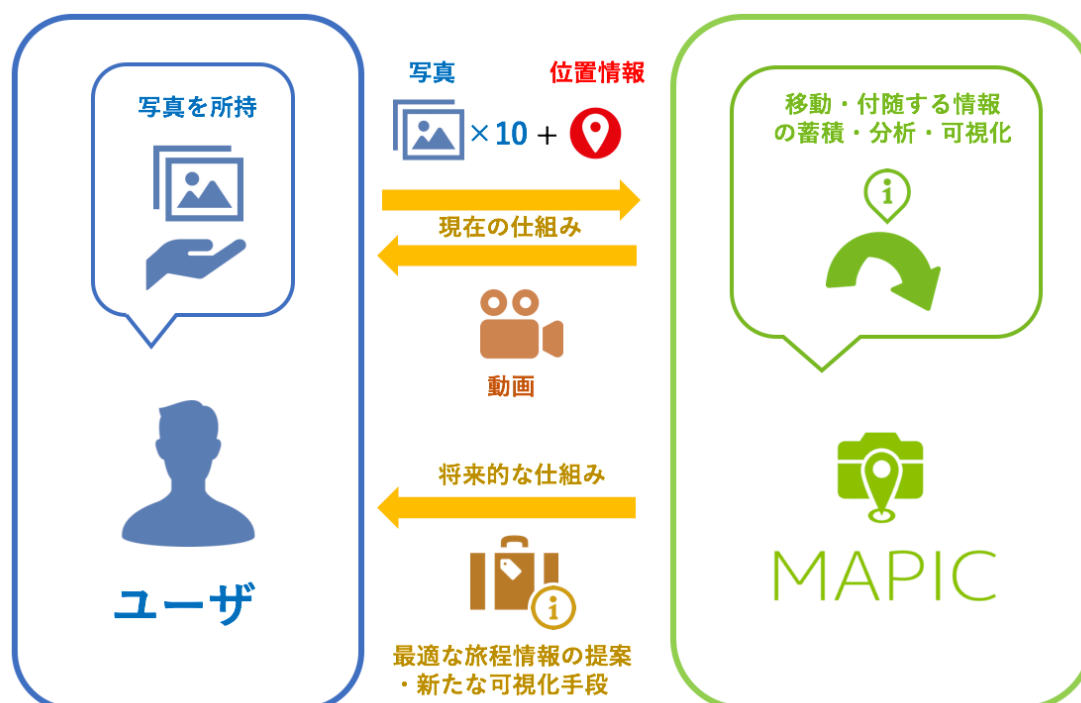 写真を所持
ユーザ
写真
位置情報
×10 +
現在の仕組み
動画
将来的な仕組み
最適な旅程情報の提案
・新たな可視化手段
移動・付随する情報
の蓄積・分析・可視化
i
MAPIC
i